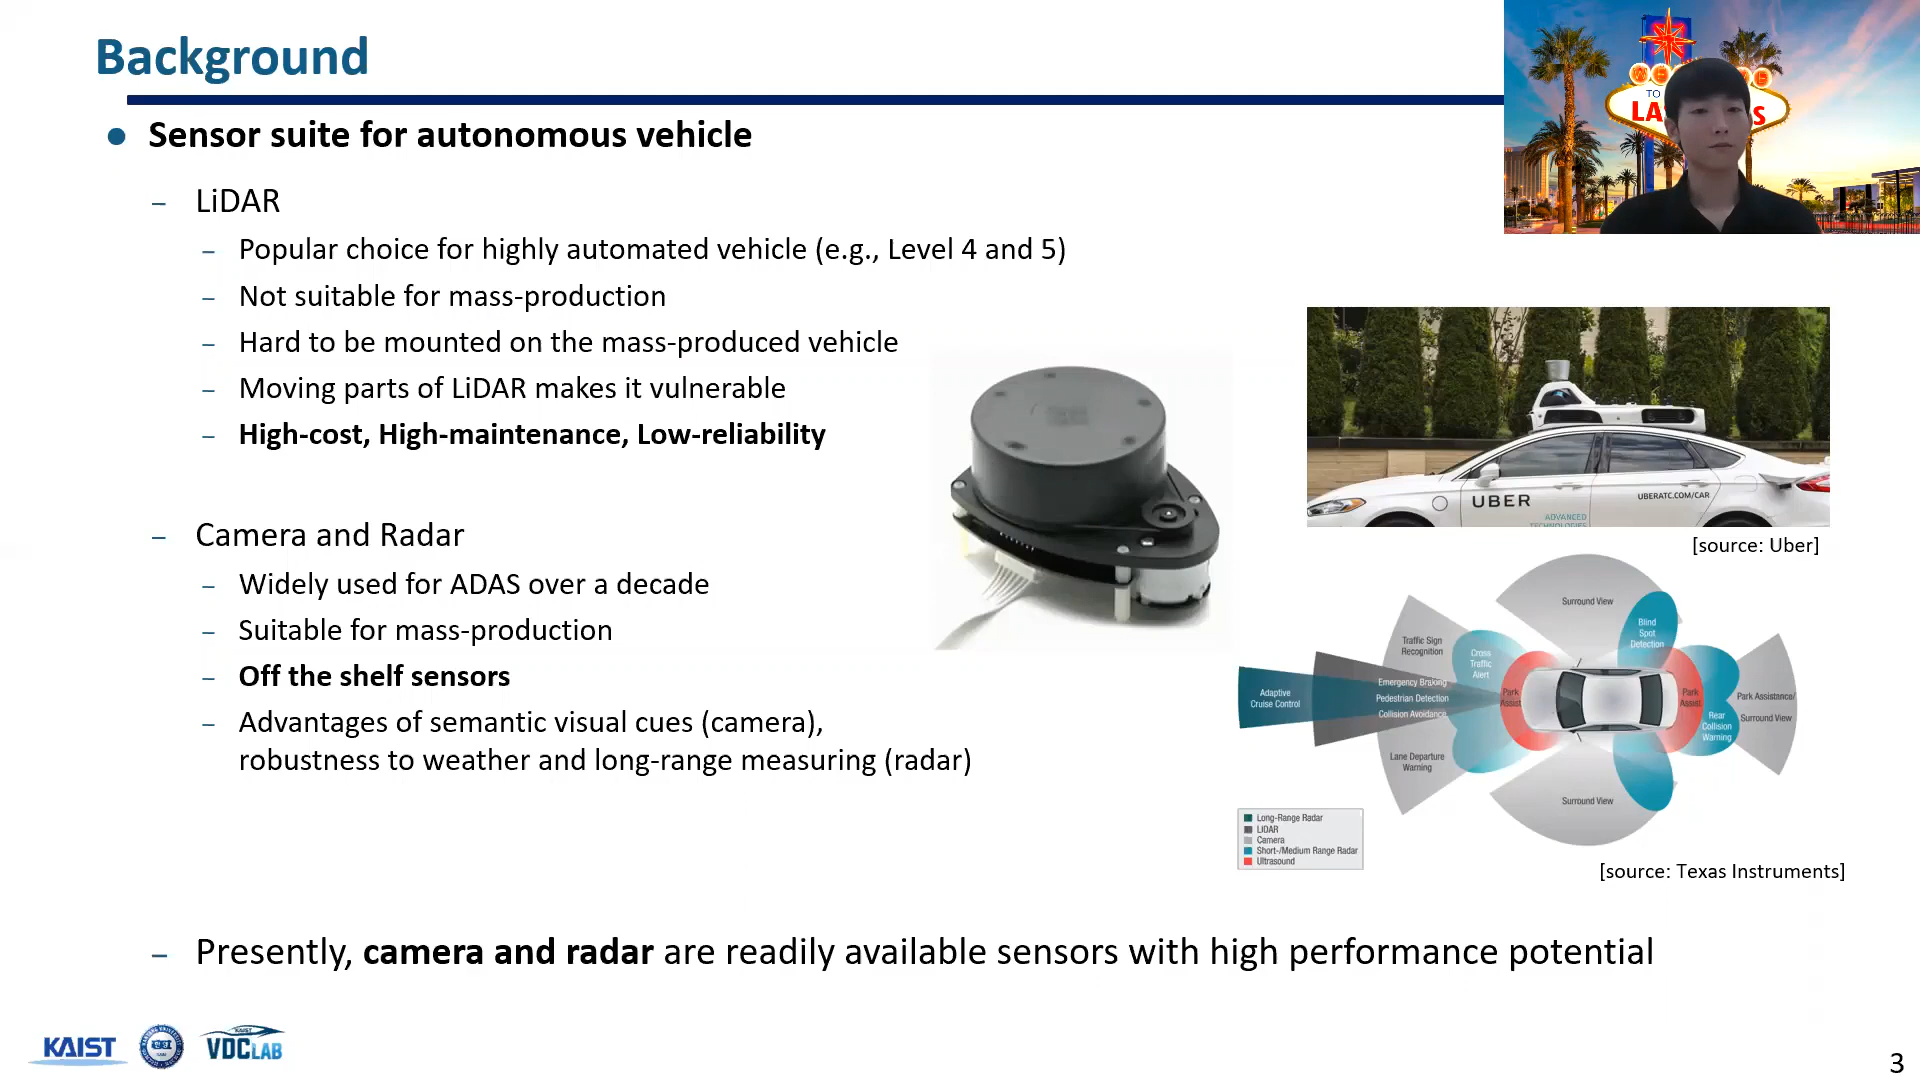 Background
Sensor suite for autonomous vehicle
– LiDAR
– Popular choice for highly automated vehicle (e.g., Level 4 and 5)
– Not suitable for mass-production
– Hard to be mounted on the mass-produced vehicle
– Moving parts of LiDAR makes it vulnerable
– High-cost, High-maintenance, Low-reliability
– Camera and Radar
– Widely used for ADAS over a decade
– Suitable for mass-production
– Off the shelf sensors
– Advantages of semantic visual cues (camera),
robustness to weather and long-range measuring (radar)
– Presently, camera and radar are readily available sensors with high performance potential
TO
LA
S
UBER
ADVANCED
TECHNOLOGIES
UBERATC.COM/CAR
[source: Uber]
Surround View
Blind
Spot
Detection
Traffic Sign
Recognition
Cross
Traffic
Alert
Adaptive
Cruise Control
Emergency Braking
Pedestrian Detection
Collision Avoidance
Park
Assist
Park
Assist
Park Assistance/
Surround View
Rear
Collision
Warning
Lane Departure
Warning
Surround View
Long-Range Radar
LIDAR
Camera
Short-/Medium Range Radar
Ultrasound
[source: Texas Instruments]
KAIST
KAIST
VDCLAB
3